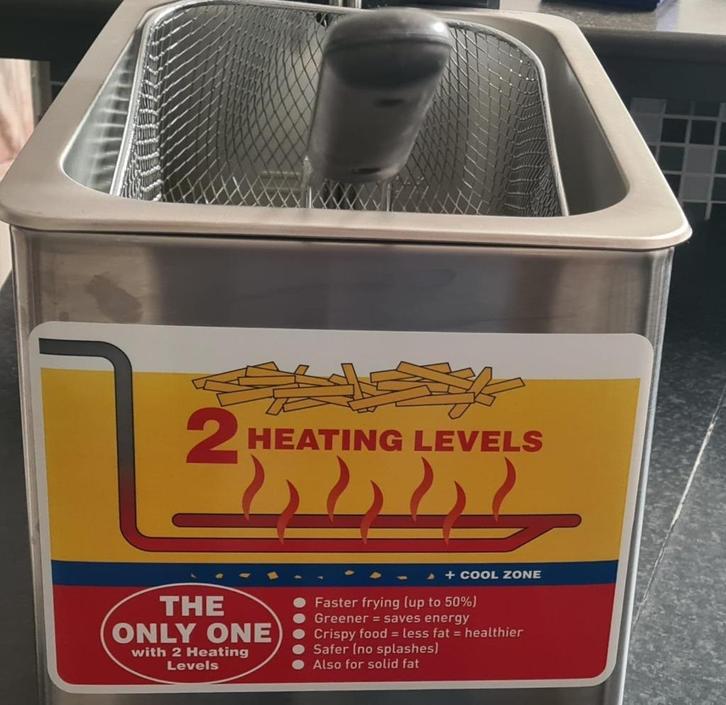 2 HEATING LEVELS
+ COOL ZONE
THE
ONLY ONE
with 2 Heating
Levels
Faster frying (up to 50%)
Greener = saves energy
Crispy food = less fat = healthier
Safer (no splashes)
Also for solid fat